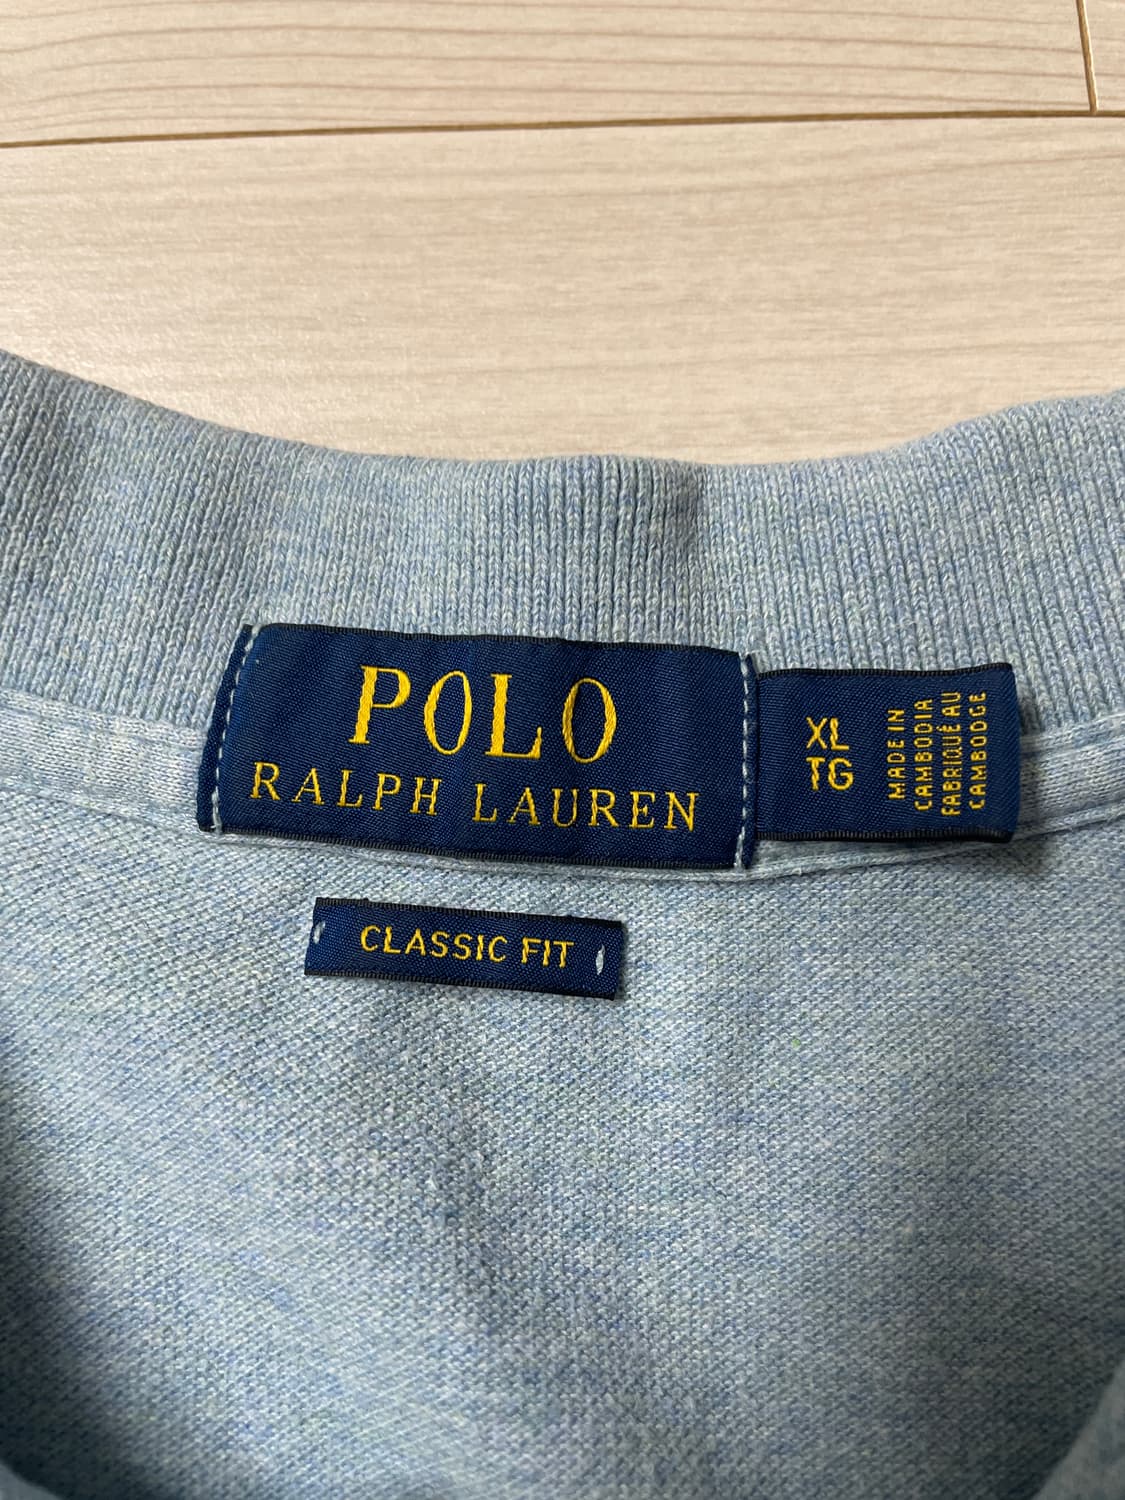 POLO
RALPH LAUREN
XL
TG
MADE IN
CAMBODIA
FABRIQUÉ AU
CAMBODGE
CLASSIC FIT